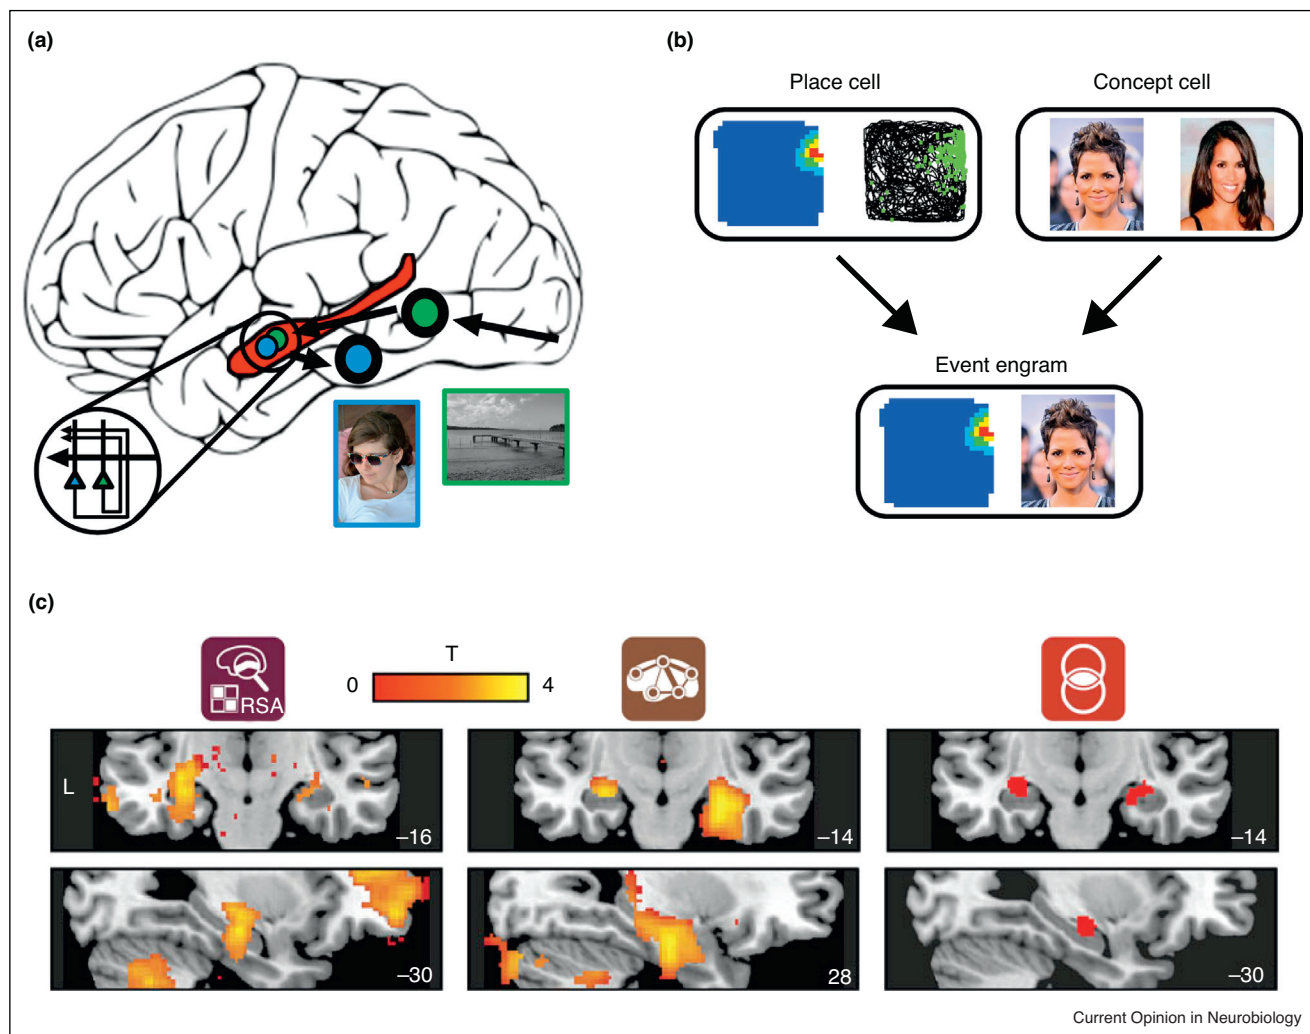 (a)
(b)
Place cell
Concept cell
Event engram
(c)
T
0
4
RSA
L
–16
–14
–14
–30
28
–30
Current Opinion in Neurobiology